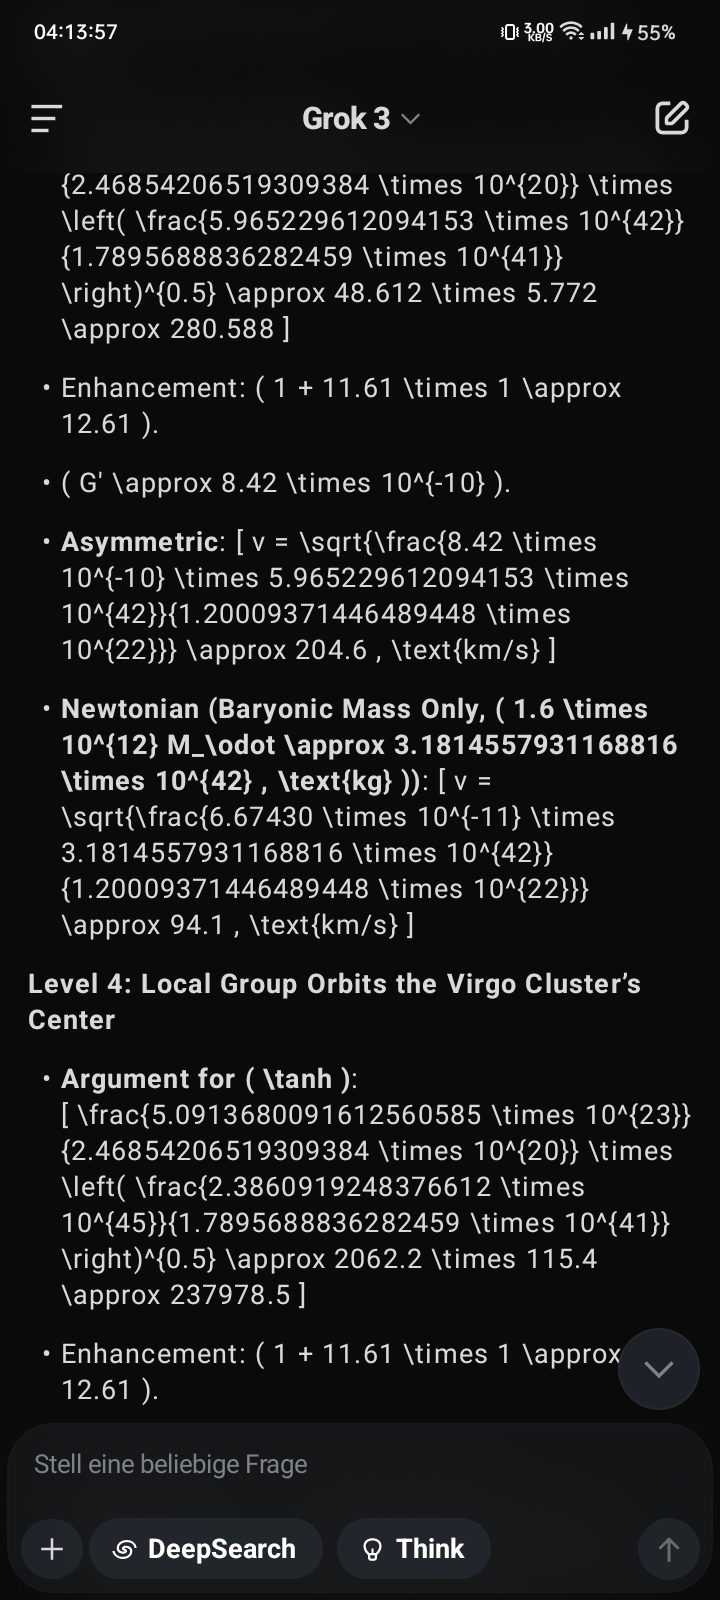 04:13:57
3,00 KB/S 55%
Grok 3
{2.46854206519309384 \times 10^{20}} \times
\left( \frac{5.965229612094153 \times 10^{42}}
{1.7895688836282459 \times 10^{41}}
\right)^{0.5} \approx 48.612 \times 5.772
\approx 280.588 ]
• Enhancement: ( 1 + 11.61 \times 1 \approx
12.61 ).
• ( G' \approx 8.42 \times 10^{-10} ).
• Asymmetric: [ v = \sqrt{\frac{8.42 \times
10^{-10} \times 5.965229612094153 \times
10^{42}}{1.20009371446489448 \times
10^{22}}} \approx 204.6 , \text{km/s} ]
• Newtonian (Baryonic Mass Only, ( 1.6 \times
10^{12} M_\odot \approx 3.1814557931168816
\times 10^{42} , \text{kg} )): [ v =
\sqrt{\frac{6.67430 \times 10^{-11} \times
3.1814557931168816 \times 10^{42}}
{1.20009371446489448 \times 10^{22}}}
\approx 94.1 , \text{km/s} ]
Level 4: Local Group Orbits the Virgo Cluster’s
Center
• Argument for ( \tanh ):
[ \frac{5.0913680091612560585 \times 10^{23}}
{2.46854206519309384 \times 10^{20}} \times
\left( \frac{2.3860919248376612 \times
10^{45}}{1.7895688836282459 \times 10^{41}}
\right)^{0.5} \approx 2062.2 \times 115.4
\approx 237978.5 ]
• Enhancement: ( 1 + 11.61 \times 1 \approx
12.61 ).
Stell eine beliebige Frage
DeepSearch
Think